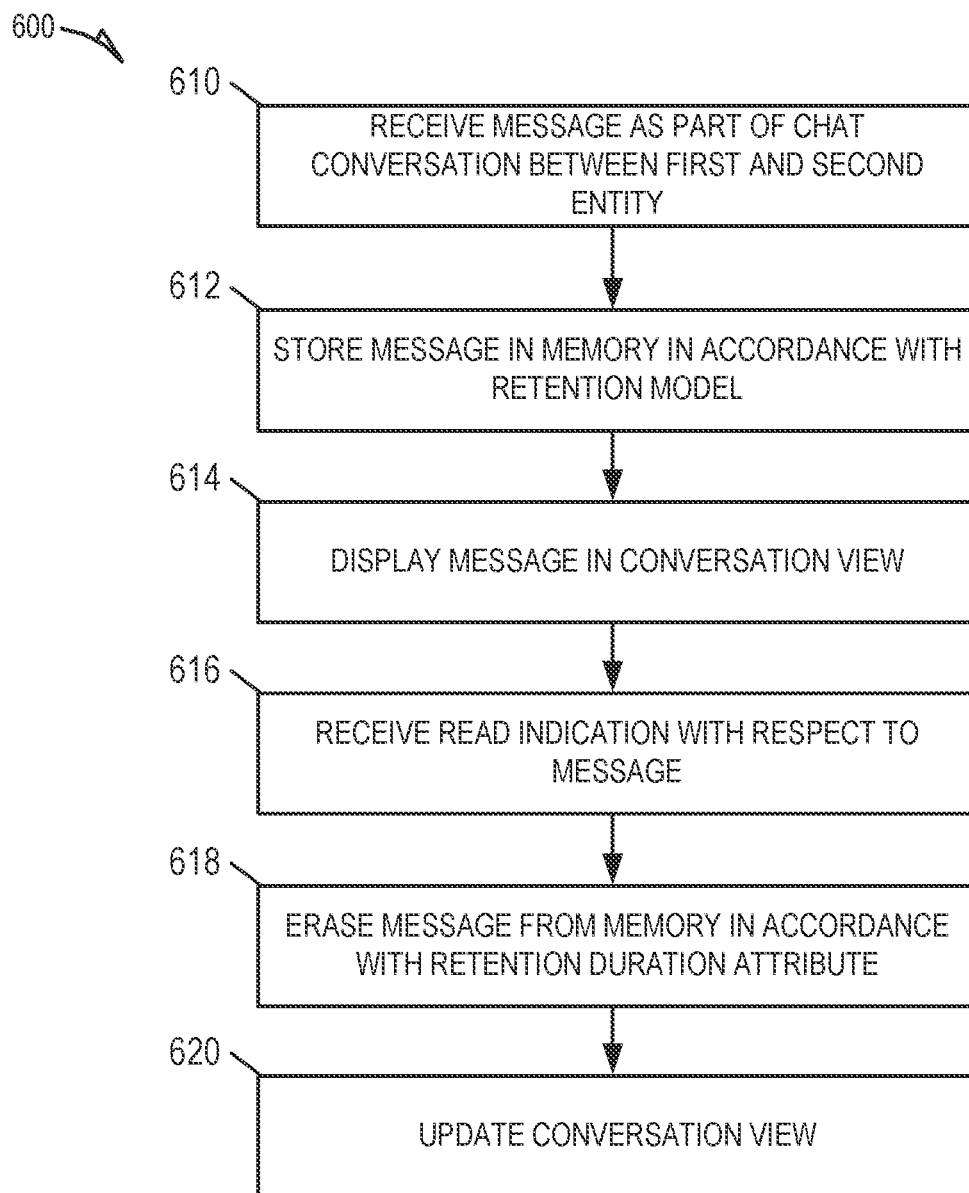 600
610
RECEIVE MESSAGE AS PART OF CHAT
CONVERSATION BETWEEN FIRST AND SECOND
ENTITY
612
STORE MESSAGE IN MEMORY IN ACCORDANCE WITH
RETENTION MODEL
614
DISPLAY MESSAGE IN CONVERSATION VIEW
616
RECEIVE READ INDICATION WITH RESPECT TO
MESSAGE
618
ERASE MESSAGE FROM MEMORY IN ACCORDANCE
WITH RETENTION DURATION ATTRIBUTE
620
UPDATE CONVERSATION VIEW